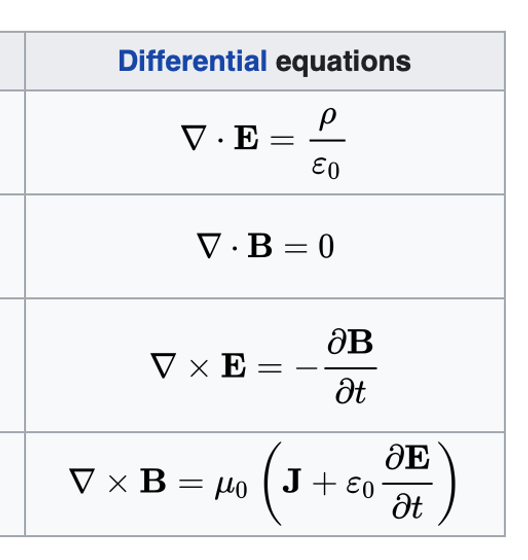 Differential equations
∇ · E = ρ/ε₀
∇ · B = 0
∇ × E = −∂B/∂t
∇ × B = μ₀ (J + ε₀ ∂E/∂t)